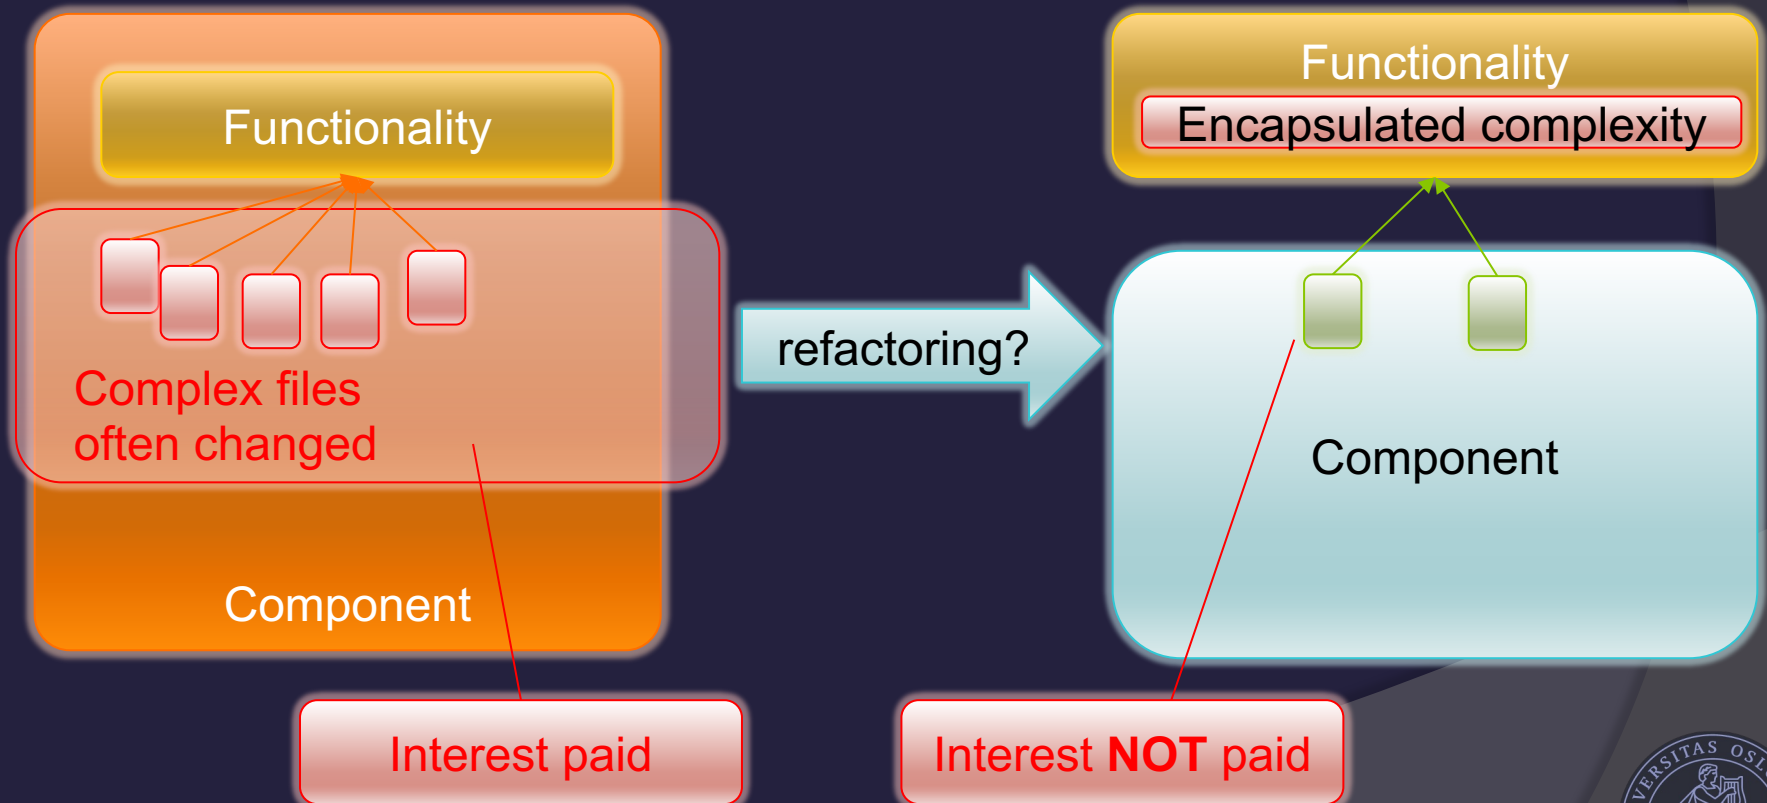 Functionality
Complex files
often changed
Component
Interest paid
refactoring?
Functionality
Encapsulated complexity
Component
Interest NOT paid